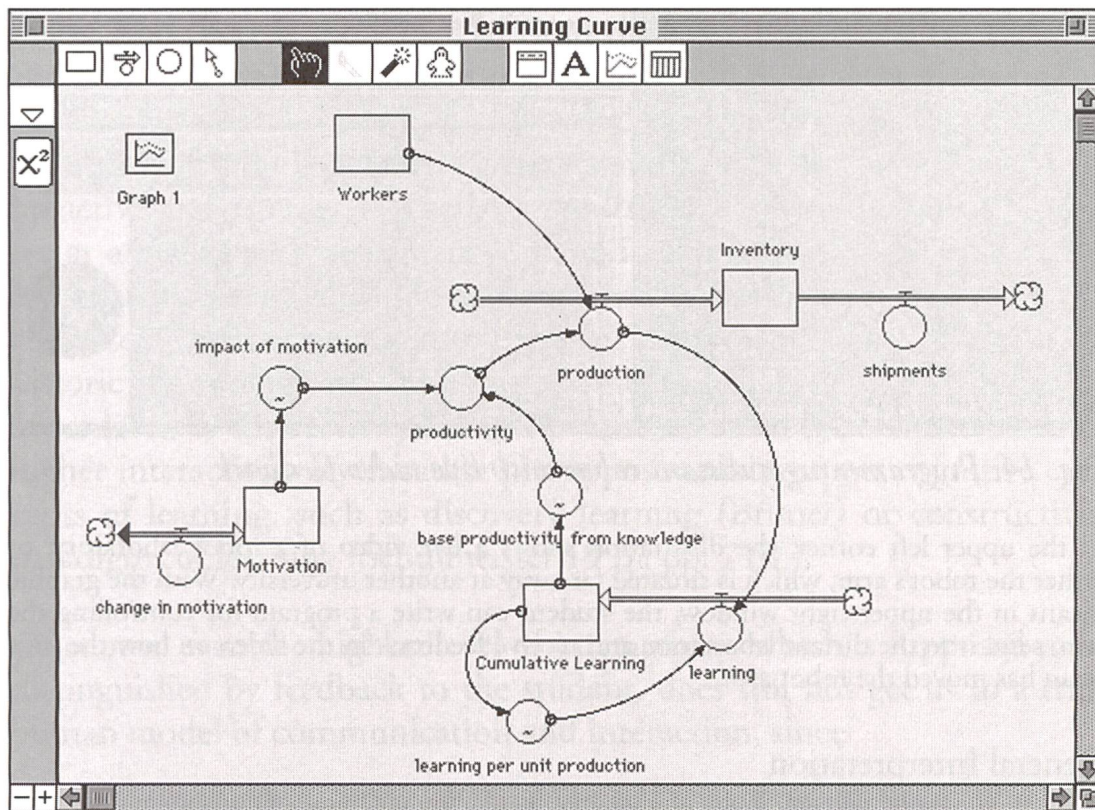 Learning Curve
A
x²
Graph 1
Workers
Inventory
impact of motivation
production
shipments
productivity
base productivity from knowledge
Motivation
change in motivation
Cumulative Learning
learning
learning per unit production